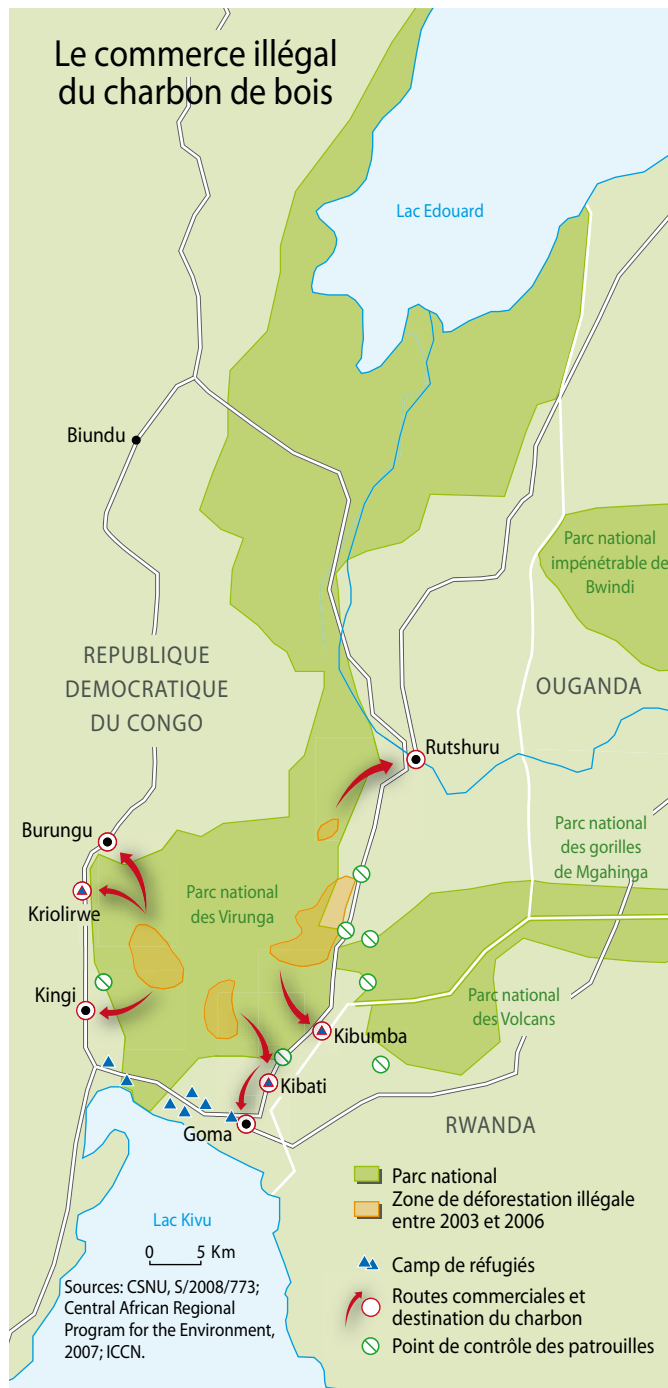 Le commerce illégal
du charbon de bois
Lac Edouard
Biundu
Parc national
impénétrable de
Bwindi
REPUBLIQUE
DEMOCRATIQUE
DU CONGO
OUGANDA
Rutshuru
Burungu
Parc national
des gorilles
de Mgahinga
Parc national
des Virunga
Kriolirwe
Kingi
Parc national
des Volcans
Kibumba
Kibati
Goma
RWANDA
Parc national
Zone de déforestation illégale
entre 2003 et 2006
Lac Kivu
0 5 Km
Camp de réfugiés
Sources: CSNU, S/2008/773;
Central African Regional
Program for the Environment,
2007; ICCN.
Routes commerciales et
destination du charbon
Point de contrôle des patrouilles